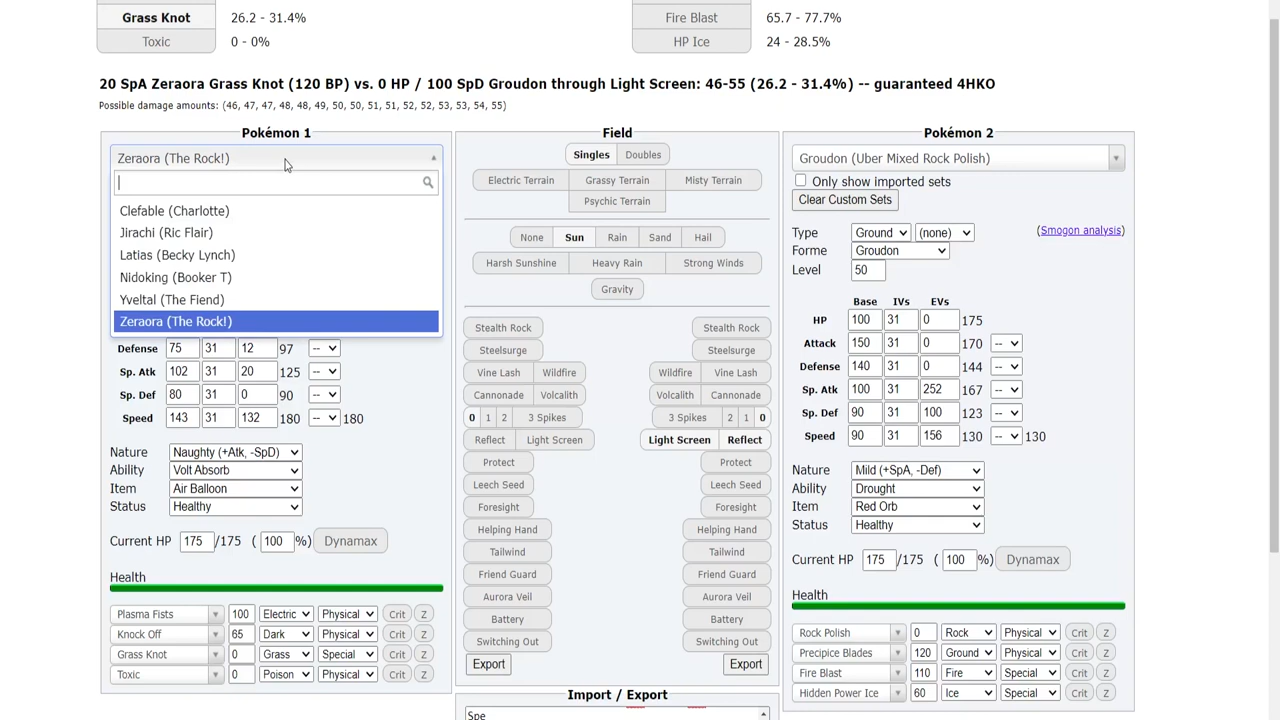 Grass Knot 26.2 - 31.4% Fire Blast 65.7 - 77.7%
Toxic 0 - 0% HP Ice 24 - 28.5%
20 SpA Zeraora Grass Knot (120 BP) vs. 0 HP / 100 SpD Groudon through Light Screen: 46-55 (26.2 - 31.4%) -- guaranteed 4HKO
Possible damage amounts: (46, 47, 47, 48, 48, 49, 50, 50, 51, 51, 52, 52, 53, 53, 54, 55)
Pokémon 1
Zeraora (The Rock!)
Clefable (Charlotte)
Jirachi (Ric Flair)
Latias (Becky Lynch)
Nidoking (Booker T)
Yveltal (The Fiend)
Zeraora (The Rock!)
Defense 75 31 12 97 --
Sp. Atk 102 31 20 125 --
Sp. Def 80 31 0 90 --
Speed 143 31 132 180 -- 180
Nature Naughty (+Atk, -SpD)
Ability Volt Absorb
Item Air Balloon
Status Healthy
Current HP 175 /175 ( 100 %) Dynamax
Health
Plasma Fists 100 Electric Physical Crit Z
Knock Off 65 Dark Physical Crit Z
Grass Knot 0 Grass Special Crit Z
Toxic 0 Poison Physical Crit Z
Field
Singles Doubles
Electric Terrain Grassy Terrain Misty Terrain
Psychic Terrain
None Sun Rain Sand Hail
Harsh Sunshine Heavy Rain Strong Winds
Gravity
Stealth Rock Stealth Rock
Steelsurge Steelsurge
Vine Lash Wildfire Wildfire Vine Lash
Cannonade Volcalith Volcalith Cannonade
0 1 2 3 Spikes 3 Spikes 2 1 0
Reflect Light Screen Light Screen Reflect
Protect Protect
Leech Seed Leech Seed
Foresight Foresight
Helping Hand Helping Hand
Tailwind Tailwind
Friend Guard Friend Guard
Aurora Veil Aurora Veil
Battery Battery
Switching Out Switching Out
Export Export
Import / Export
Spe
Pokémon 2
Groudon (Uber Mixed Rock Polish)
Only show imported sets
Clear Custom Sets
Type Ground (none) (Smogon analysis)
Forme Groudon
Level 50
Base IVs EVs
HP 100 31 0 175
Attack 150 31 0 170 --
Defense 140 31 0 144 --
Sp. Atk 100 31 252 167 --
Sp. Def 90 31 100 123 --
Speed 90 31 156 130 -- 130
Nature Mild (+SpA, -Def)
Ability Drought
Item Red Orb
Status Healthy
Current HP 175 /175 ( 100 %) Dynamax
Health
Rock Polish 0 Rock Physical Crit Z
Precipice Blades 120 Ground Physical Crit Z
Fire Blast 110 Fire Special Crit Z
Hidden Power Ice 60 Ice Special Crit Z